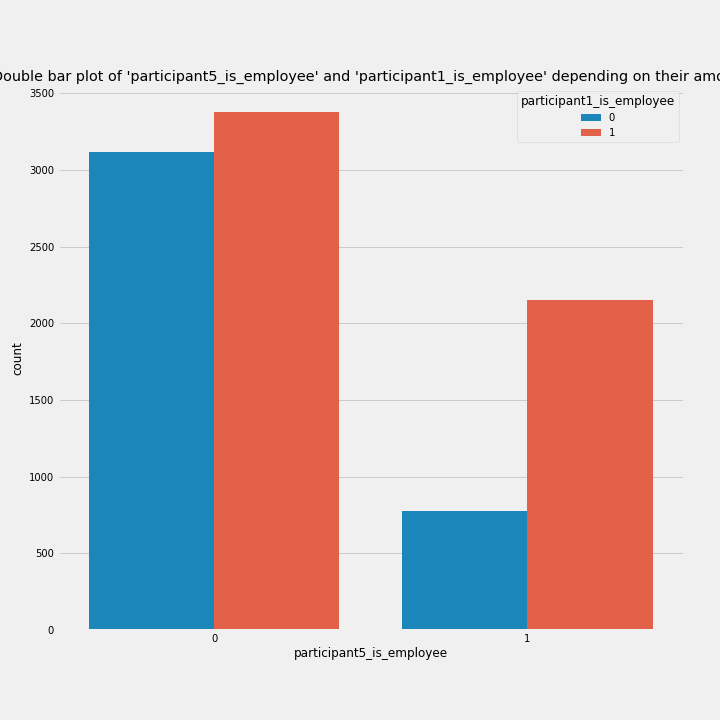 Double bar plot of 'participant5_is_employee' and 'participant1_is_employee' depending on their
participant1_is_employee
0
1
3500
3000
2500
2000
1500
1000
500
0
count
0 1
participant5_is_employee